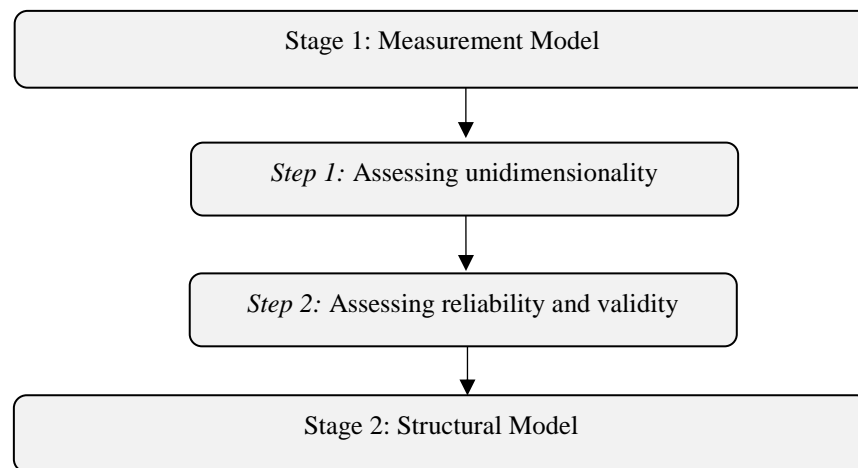 Stage 1: Measurement Model
Step 1: Assessing unidimensionality
Step 2: Assessing reliability and validity
Stage 2: Structural Model